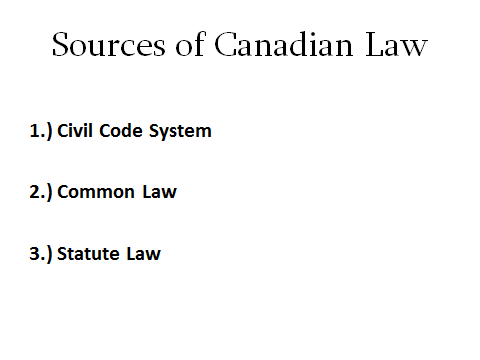 Sources of Canadian Law
1.) Civil Code System
2.) Common Law
3.) Statute Law